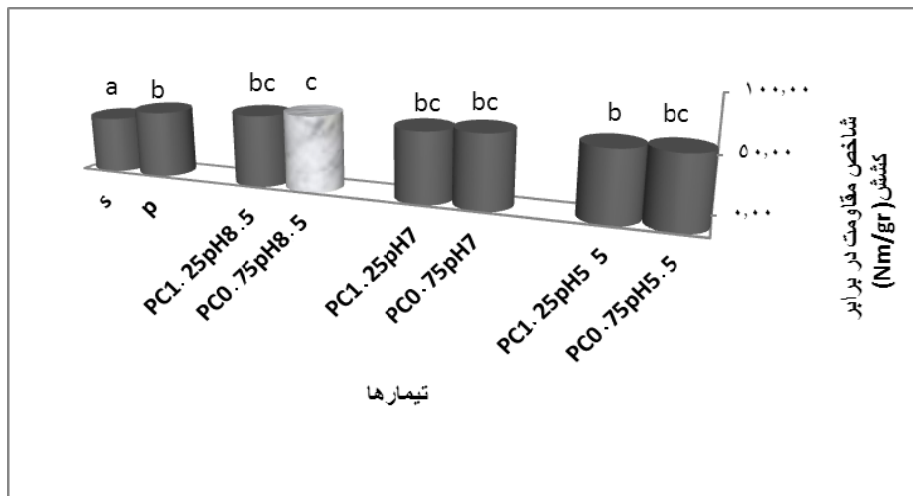 a b bc c bc bc b bc
۱۰۰,۰۰
۵۰,۰۰
۰,۰۰
شاخص مقاومت در برابر
کشش(Nm/gr)
s
p
PC1.25pH8.5
PC0.75pH8.5
PC1.25pH7
PC0.75pH7
PC1.25pH5 5
PC0.75pH5.5
تیمارها